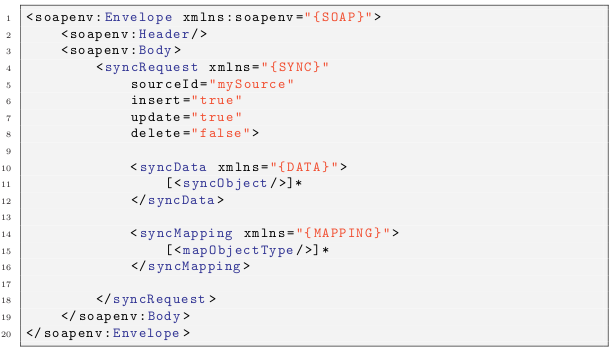 1 <soapenv:Envelope xmlns:soapenv="{SOAP}">
2     <soapenv:Header/>
3     <soapenv:Body>
4         <syncRequest xmlns="{SYNC}"
5             sourceId="mySource"
6             insert="true"
7             update="true"
8             delete="false">
9
10             <syncData xmlns="{DATA}">
11                 [<syncObject/>]*
12             </syncData>
13
14             <syncMapping xmlns="{MAPPING}">
15                 [<mapObjectType/>]*
16             </syncMapping>
17
18         </syncRequest>
19     </soapenv:Body>
20 </soapenv:Envelope>